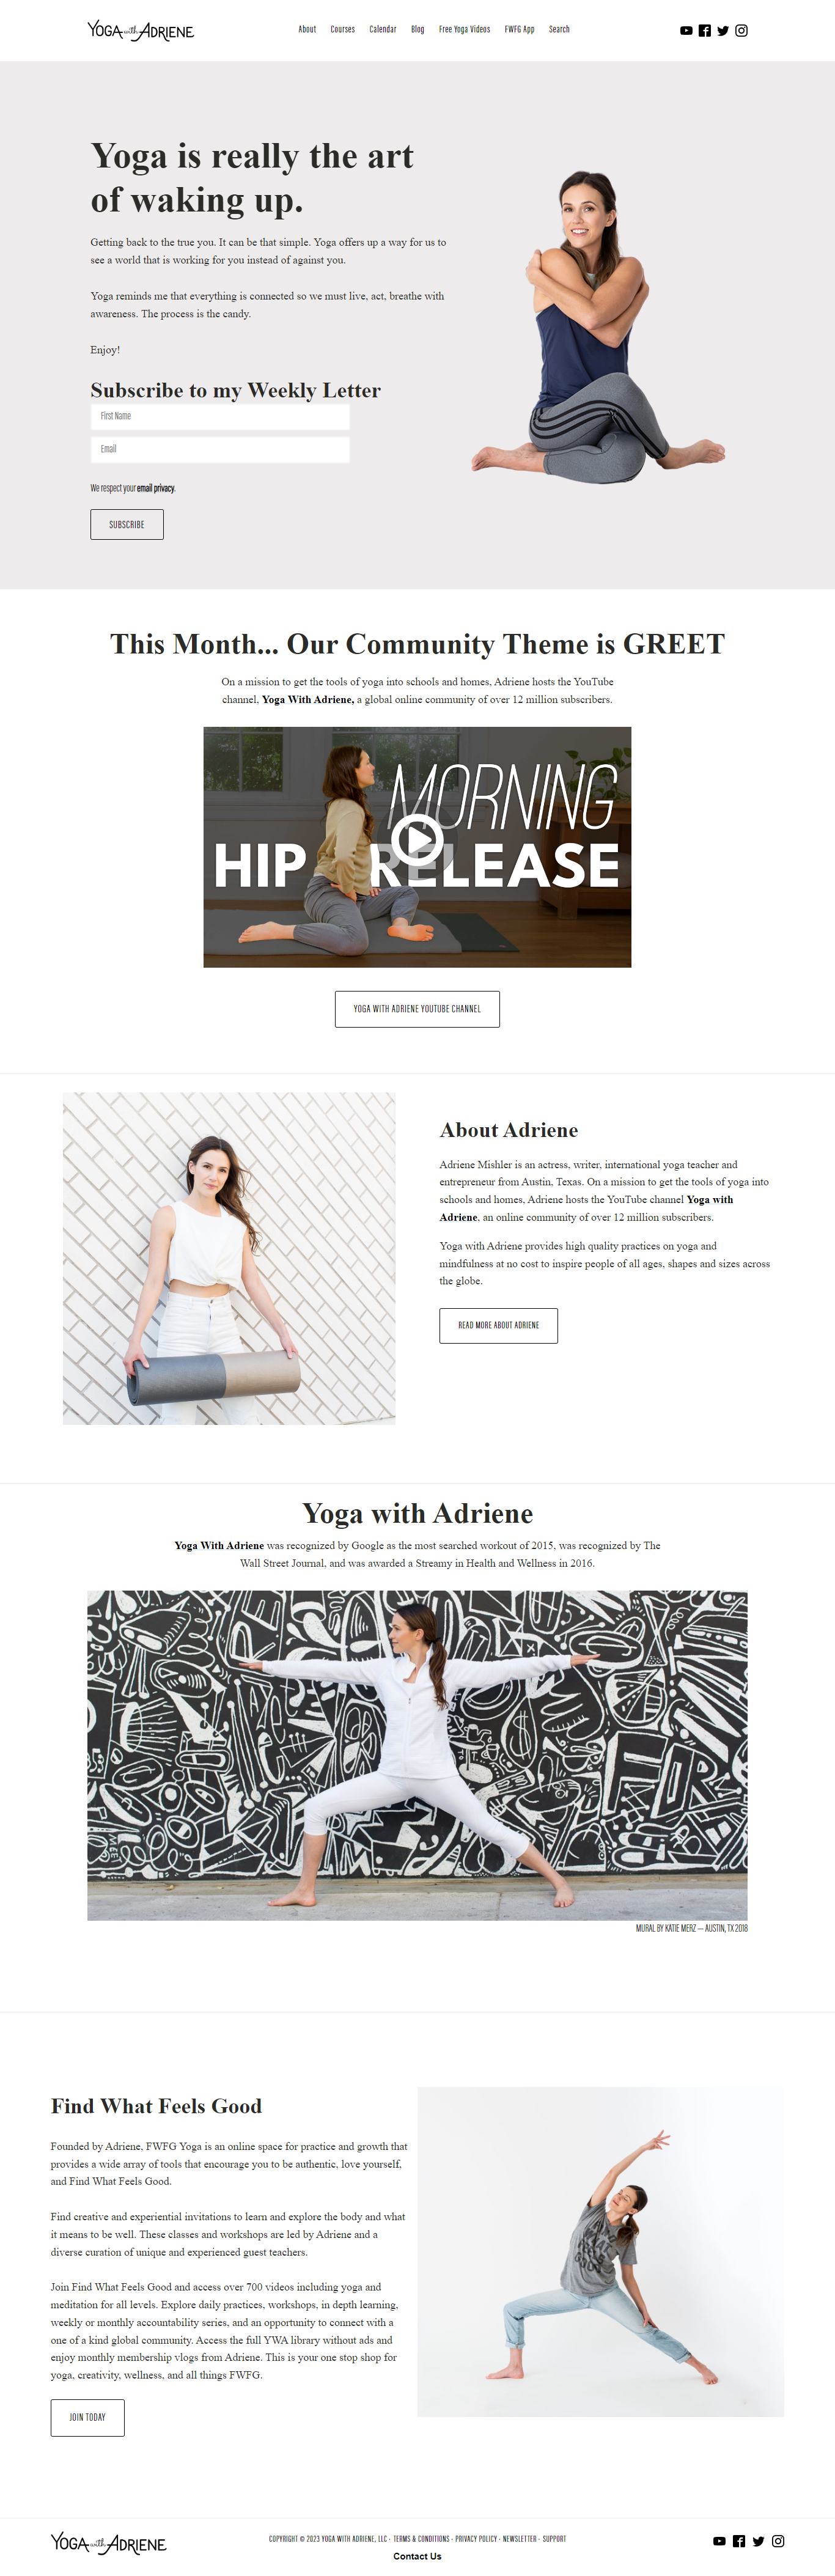 YOGA with ADRIENE
About Courses Calendar Blog Free Yoga Videos FWFG App Search
Yoga is really the art
of waking up.
Getting back to the true you. It can be that simple. Yoga offers up a way for us to
see a world that is working for you instead of against you.
Yoga reminds me that everything is connected so we must live, act, breathe with
awareness. The process is the candy.
Enjoy!
Subscribe to my Weekly Letter
First Name
Email
We respect your email privacy.
SUBSCRIBE
This Month... Our Community Theme is GREET
On a mission to get the tools of yoga into schools and homes, Adriene hosts the YouTube
channel, Yoga With Adriene, a global online community of over 12 million subscribers.
MORNING
HIP RELEASE
YOGA WITH ADRIENE YOUTUBE CHANNEL
About Adriene
Adriene Mishler is an actress, writer, international yoga teacher and
entrepreneur from Austin, Texas. On a mission to get the tools of yoga into
schools and homes, Adriene hosts the YouTube channel Yoga with
Adriene, an online community of over 12 million subscribers.
Yoga with Adriene provides high quality practices on yoga and
mindfulness at no cost to inspire people of all ages, shapes and sizes across
the globe.
READ MORE ABOUT ADRIENE
Yoga with Adriene
Yoga With Adriene was recognized by Google as the most searched workout of 2015, was recognized by The
Wall Street Journal, and was awarded a Streamy in Health and Wellness in 2016.
FOR
MURAL BY KATIE MERZ — AUSTIN, TX 2018
Find What Feels Good
Founded by Adriene, FWFG Yoga is an online space for practice and growth that
provides a wide array of tools that encourage you to be authentic, love yourself,
and Find What Feels Good.
Find creative and experiential invitations to learn and explore the body and what
it means to be well. These classes and workshops are led by Adriene and a
diverse curation of unique and experienced guest teachers.
Join Find What Feels Good and access over 700 videos including yoga and
meditation for all levels. Explore daily practices, workshops, in depth learning,
weekly or monthly accountability series, and an opportunity to connect with a
one of a kind global community. Access the full YWA library without ads and
enjoy monthly membership vlogs from Adriene. This is your one stop shop for
yoga, creativity, wellness, and all things FWFG.
JOIN TODAY
YOGA with ADRIENE
COPYRIGHT © 2023 YOGA WITH ADRIENE, LLC · TERMS & CONDITIONS · PRIVACY POLICY · NEWSLETTER · SUPPORT
Contact Us